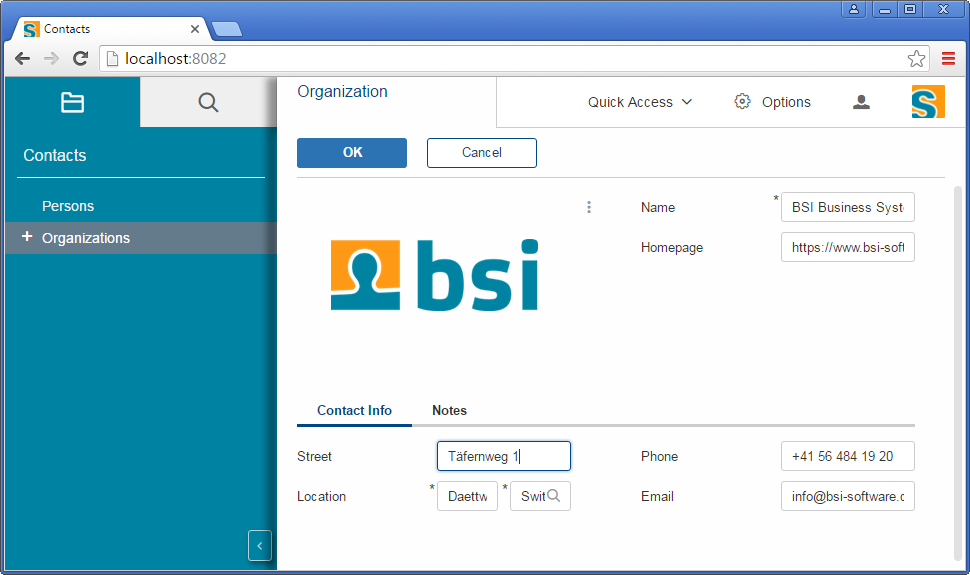 Contacts
localhost:8082
Organization
Quick Access
Options
OK
Cancel
Contacts
Persons
+ Organizations
bsi
Name * BSI Business Syst
Homepage https://www.bsi-soft
Contact Info Notes
Street Täfernweg 1
Phone +41 56 484 19 20
Location * Daettw * Swit
Email info@bsi-software.c